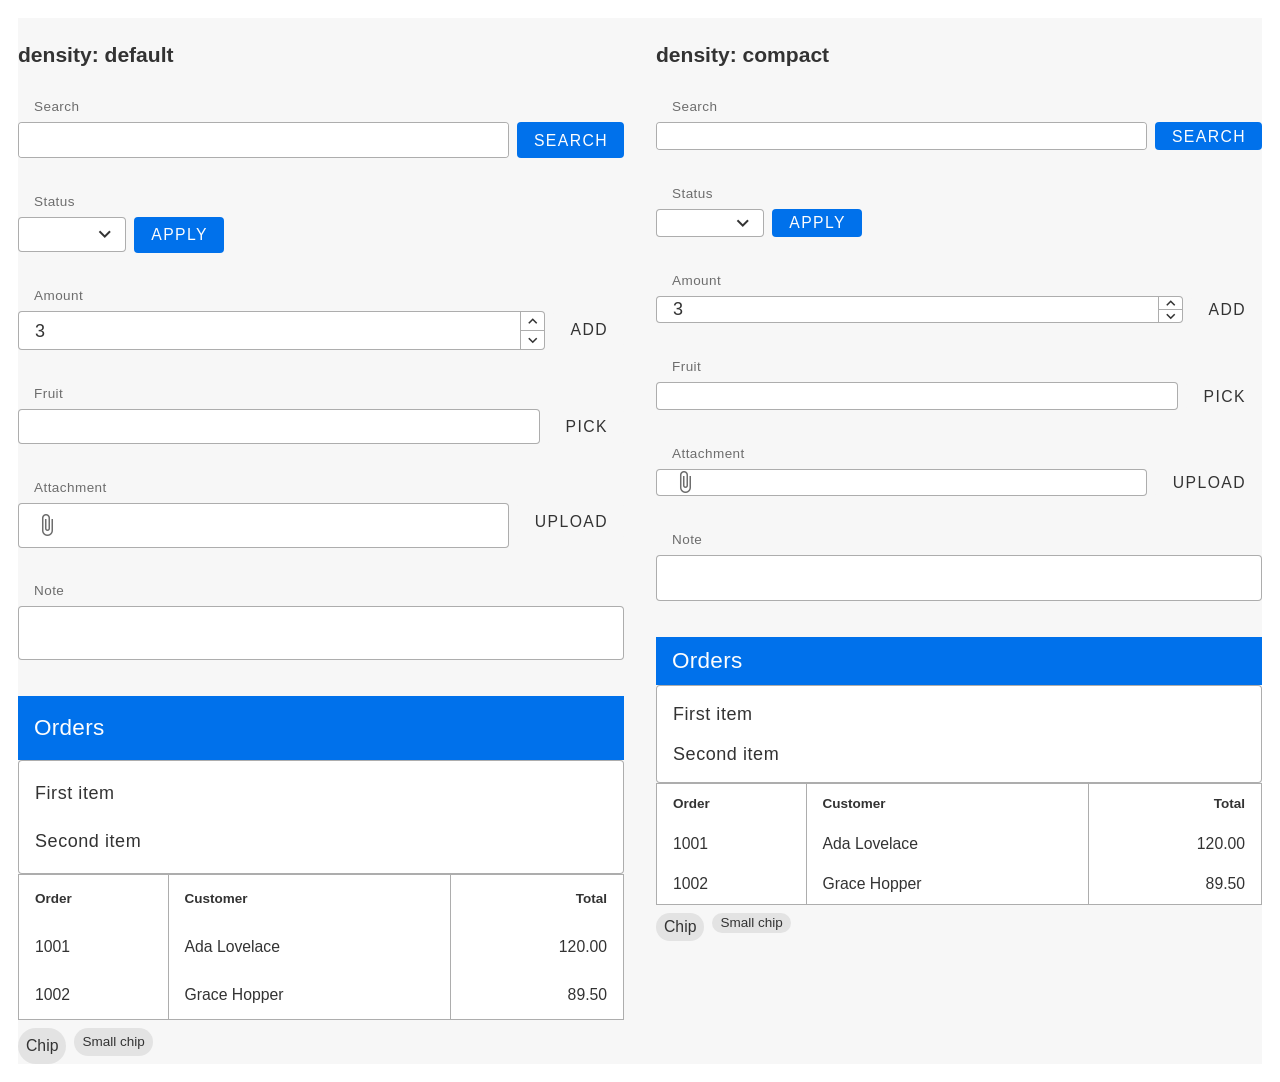 density: default
Search
SEARCH
Status
APPLY
Amount
3
ADD
Fruit
PICK
Attachment
UPLOAD
Note
Orders
First item
Second item
Order Customer Total
1001 Ada Lovelace 120.00
1002 Grace Hopper 89.50
Chip Small chip
density: compact
Search
SEARCH
Status
APPLY
Amount
3
ADD
Fruit
PICK
Attachment
UPLOAD
Note
Orders
First item
Second item
Order Customer Total
1001 Ada Lovelace 120.00
1002 Grace Hopper 89.50
Chip Small chip